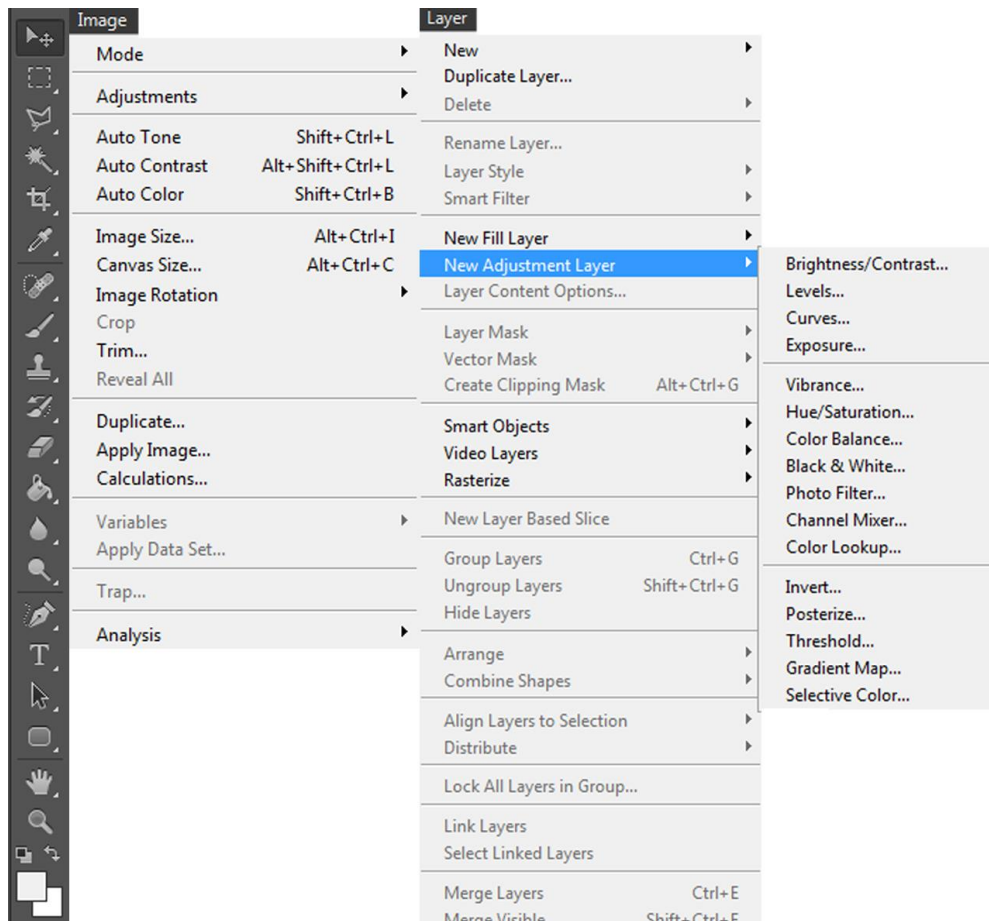 Image
Mode
Adjustments
Auto Tone Shift+Ctrl+L
Auto Contrast Alt+Shift+Ctrl+L
Auto Color Shift+Ctrl+B
Image Size... Alt+Ctrl+I
Canvas Size... Alt+Ctrl+C
Image Rotation
Crop
Trim...
Reveal All
Duplicate...
Apply Image...
Calculations...
Variables
Apply Data Set...
Trap...
Analysis
Layer
New
Duplicate Layer...
Delete
Rename Layer...
Layer Style
Smart Filter
New Fill Layer
New Adjustment Layer
Layer Content Options...
Layer Mask
Vector Mask
Create Clipping Mask Alt+Ctrl+G
Smart Objects
Video Layers
Rasterize
New Layer Based Slice
Group Layers Ctrl+G
Ungroup Layers Shift+Ctrl+G
Hide Layers
Arrange
Combine Shapes
Align Layers to Selection
Distribute
Lock All Layers in Group...
Link Layers
Select Linked Layers
Merge Layers Ctrl+E
Merge Visible Shift+Ctrl+E
Brightness/Contrast...
Levels...
Curves...
Exposure...
Vibrance...
Hue/Saturation...
Color Balance...
Black & White...
Photo Filter...
Channel Mixer...
Color Lookup...
Invert...
Posterize...
Threshold...
Gradient Map...
Selective Color...